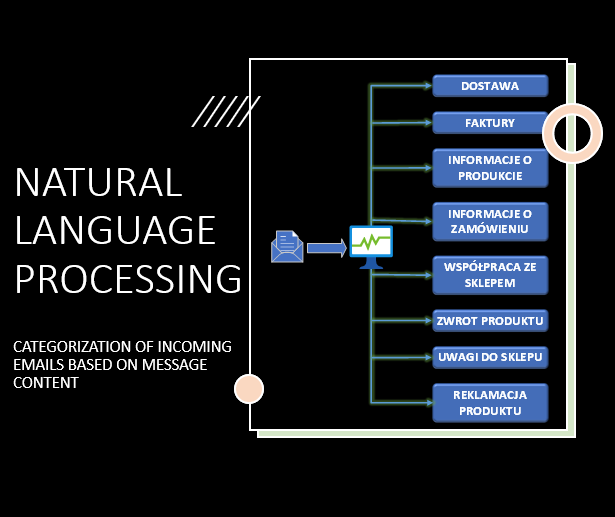 NATURAL
LANGUAGE
PROCESSING
CATEGORIZATION OF INCOMING
EMAILS BASED ON MESSAGE
CONTENT
DOSTAWA
FAKTURY
INFORMACJE O
PRODUKCIE
INFORMACJE O
ZAMÓWIENIU
WSPÓŁPRACA ZE
SKLEPEM
ZWROT PRODUKTU
UWAGI DO SKLEPU
REKLAMACJA
PRODUKTU